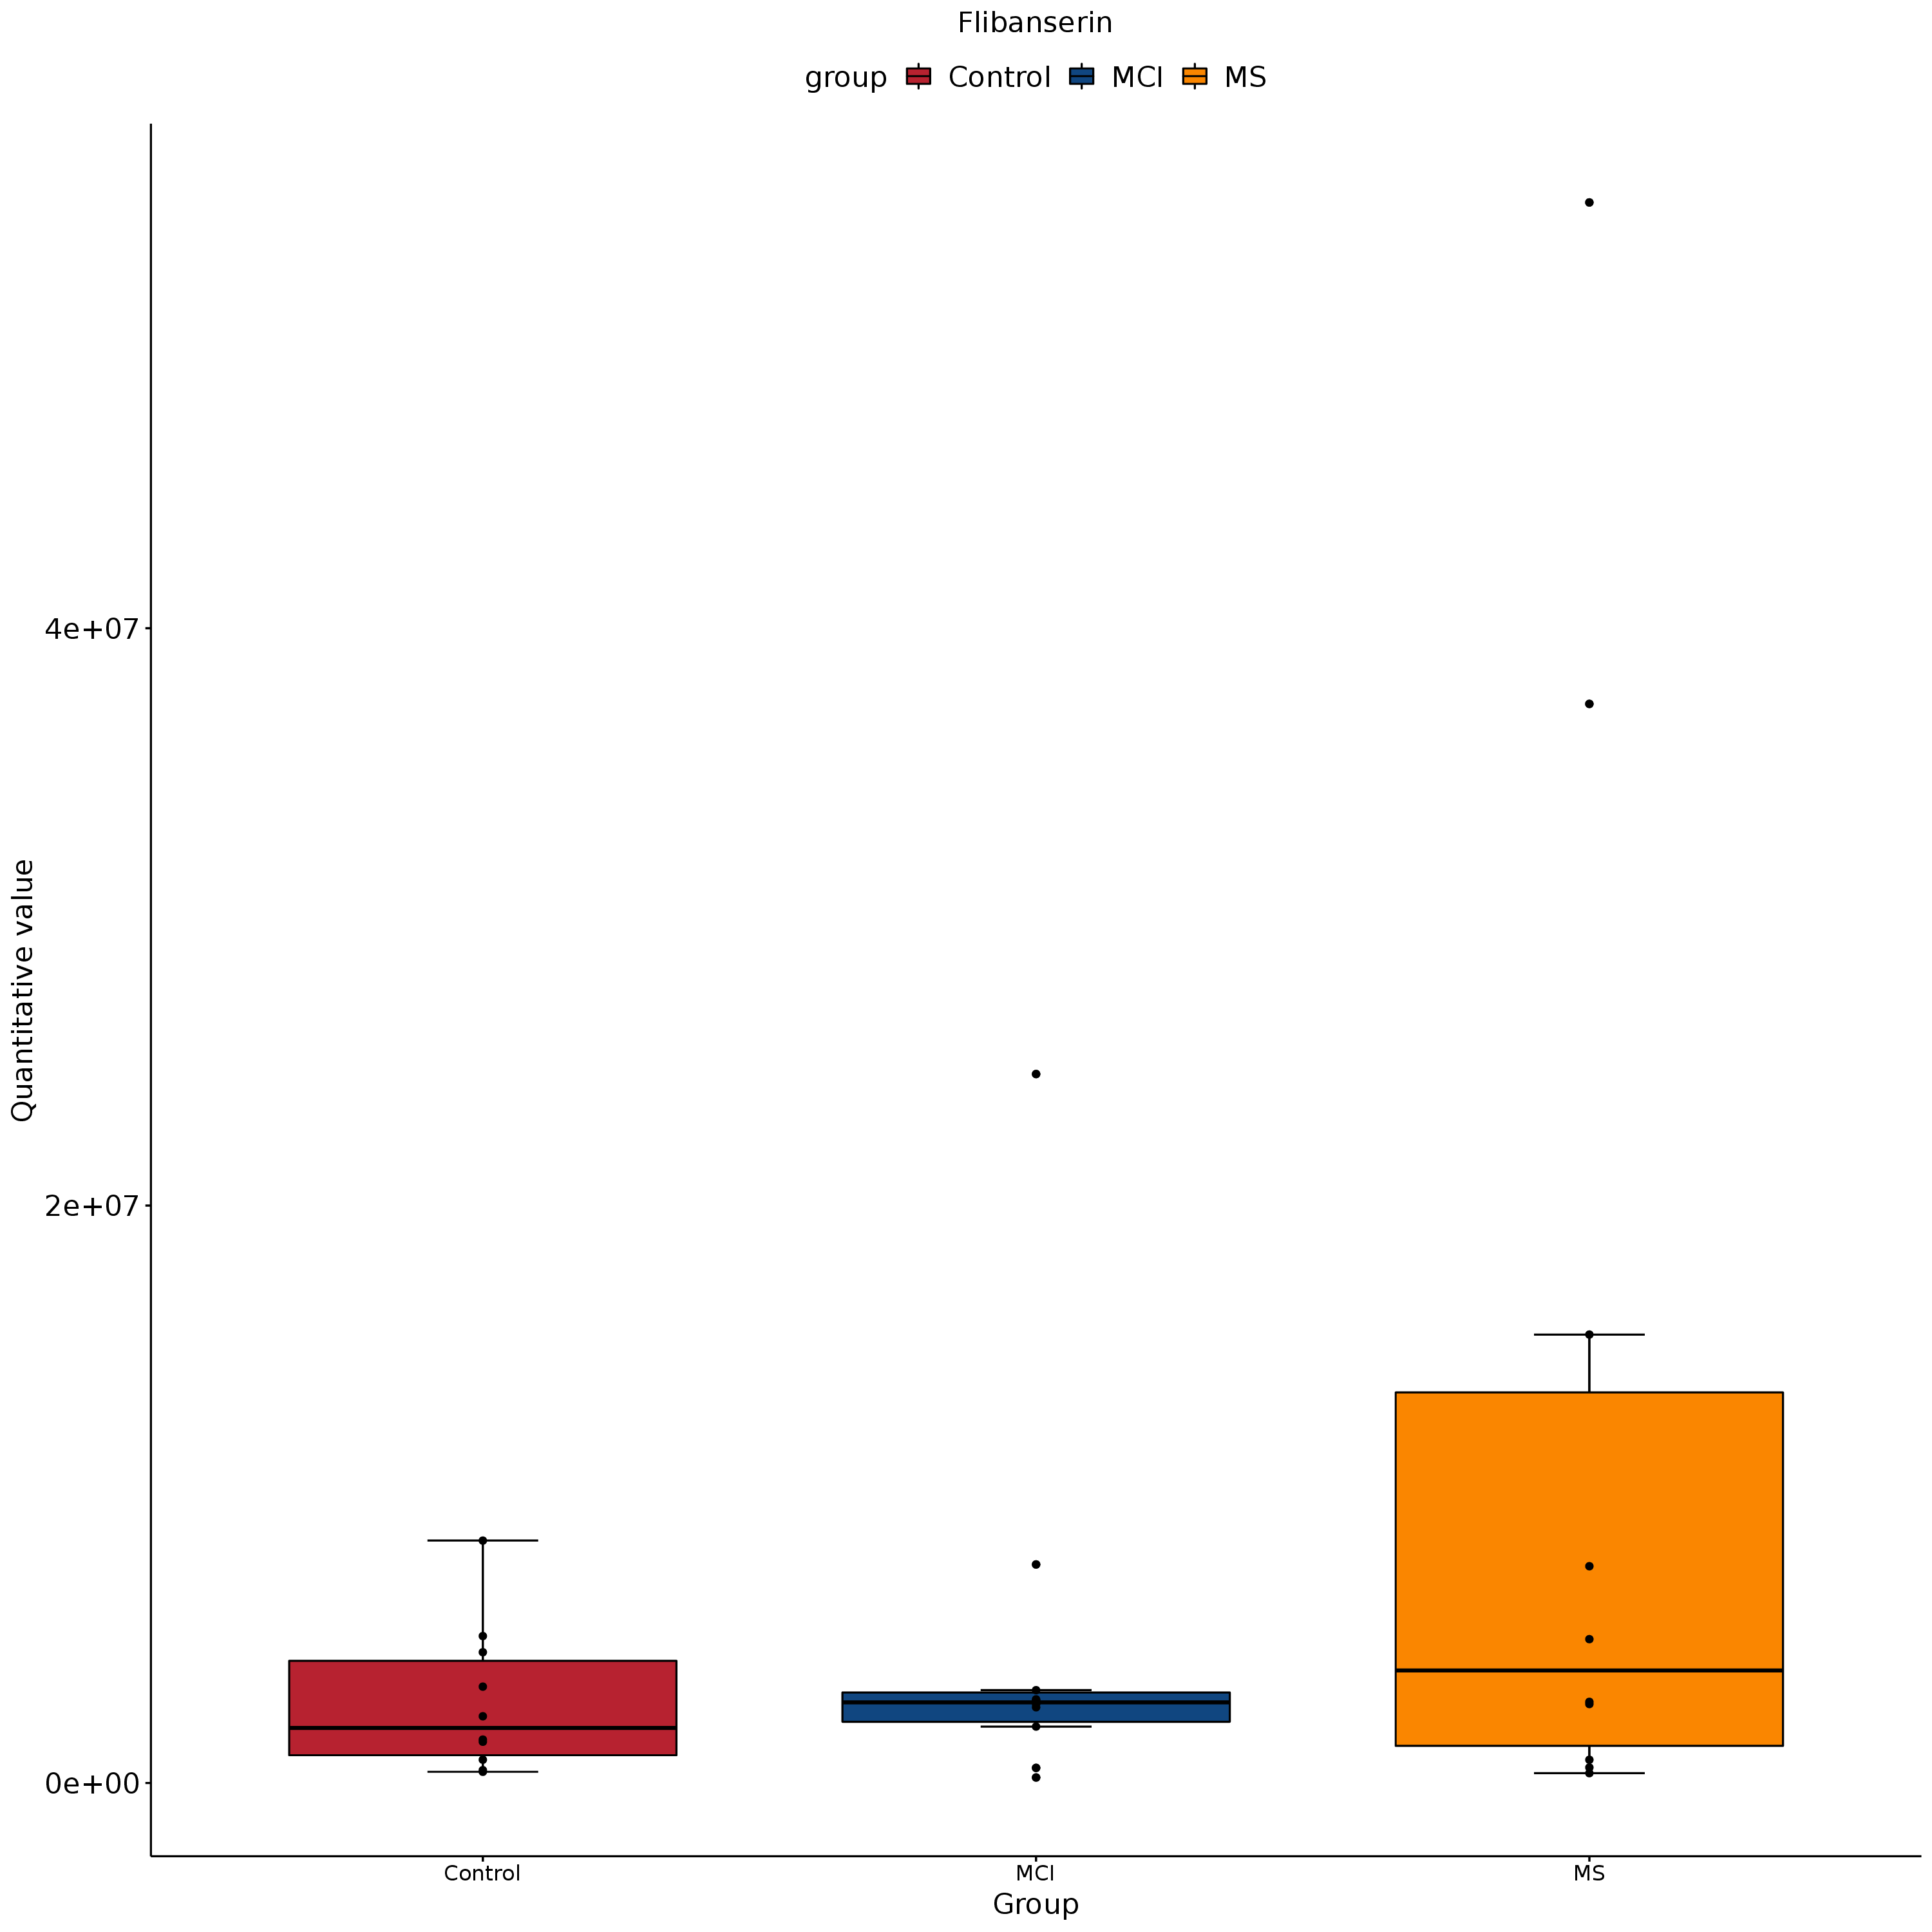 Flibanserin
group Control MCI MS
Quantitative value
4e+07
2e+07
0e+00
Control MCI MS
Group